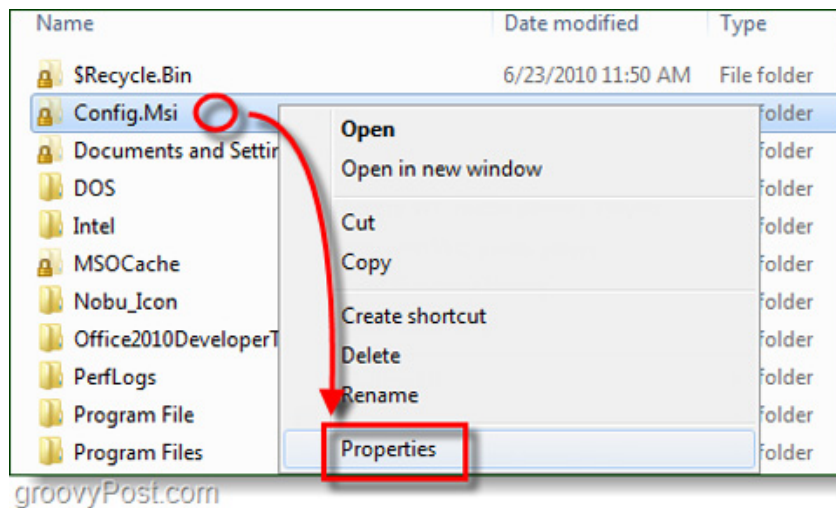 Name Date modified Type
$Recycle.Bin 6/23/2010 11:50 AM File folder
Config.Msi folder
Open
Documents and Settin folder
Open in new window
DOS folder
Intel folder
Cut
MSOCache folder
Copy
Nobu_Icon folder
Create shortcut
Office2010DeveloperT folder
Delete
PerfLogs folder
Rename
Program File folder
Program Files folder
Properties
groovyPost.com